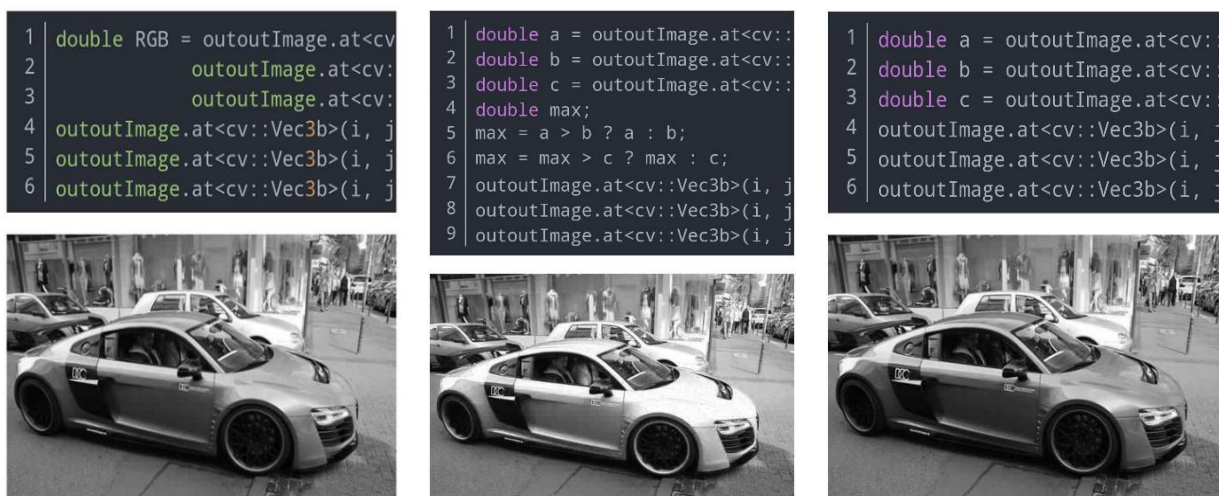 1 double RGB = outoutImage.at<cv
2 outoutImage.at<cv:
3 outoutImage.at<cv:
4 outoutImage.at<cv::Vec3b>(i, j
5 outoutImage.at<cv::Vec3b>(i, j
6 outoutImage.at<cv::Vec3b>(i, j
1 double a = outoutImage.at<cv::
2 double b = outoutImage.at<cv::
3 double c = outoutImage.at<cv::
4 double max;
5 max = a > b ? a : b;
6 max = max > c ? max : c;
7 outoutImage.at<cv::Vec3b>(i, j
8 outoutImage.at<cv::Vec3b>(i, j
9 outoutImage.at<cv::Vec3b>(i, j
1 double a = outoutImage.at<cv::
2 double b = outoutImage.at<cv::
3 double c = outoutImage.at<cv::
4 outoutImage.at<cv::Vec3b>(i, j
5 outoutImage.at<cv::Vec3b>(i, j
6 outoutImage.at<cv::Vec3b>(i, j